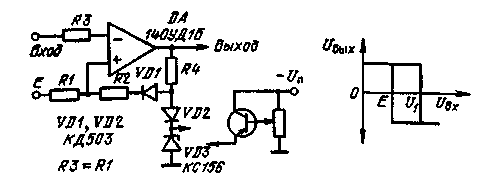 R3
DA
140УД1Б
Вход
−
+
Выход
E
R1
R2
VD1
R4
VD1, VD2
КД503
R3 = R1
VD2
VD3
КС156
−Uп
Uвых
0
E
U1
Uвх